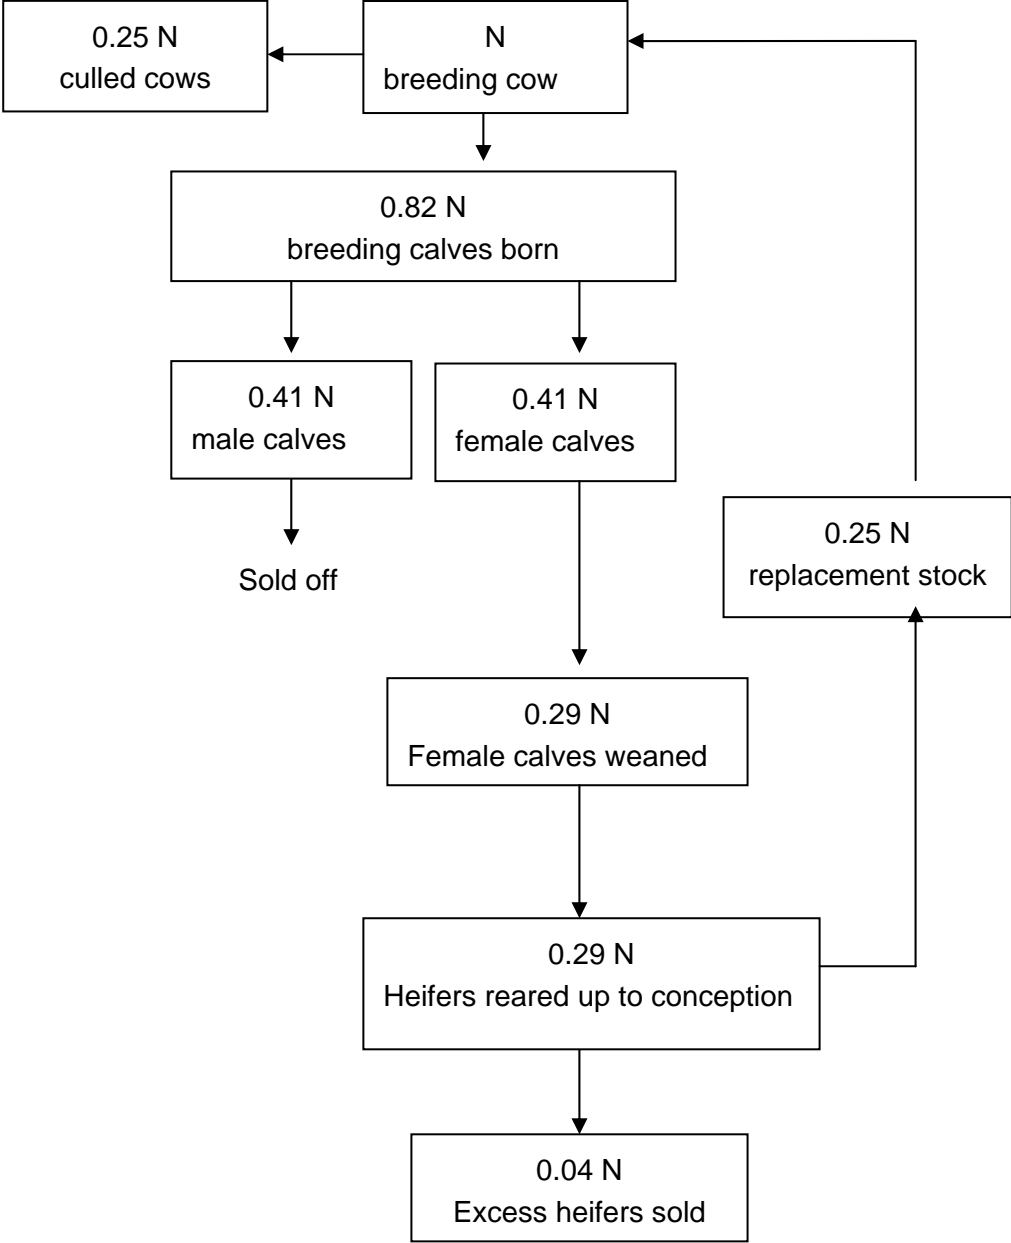 0.25 N
culled cows
N
breeding cow
0.82 N
breeding calves born
0.41 N
male calves
0.41 N
female calves
Sold off
0.25 N
replacement stock
0.29 N
Female calves weaned
0.29 N
Heifers reared up to conception
0.04 N
Excess heifers sold